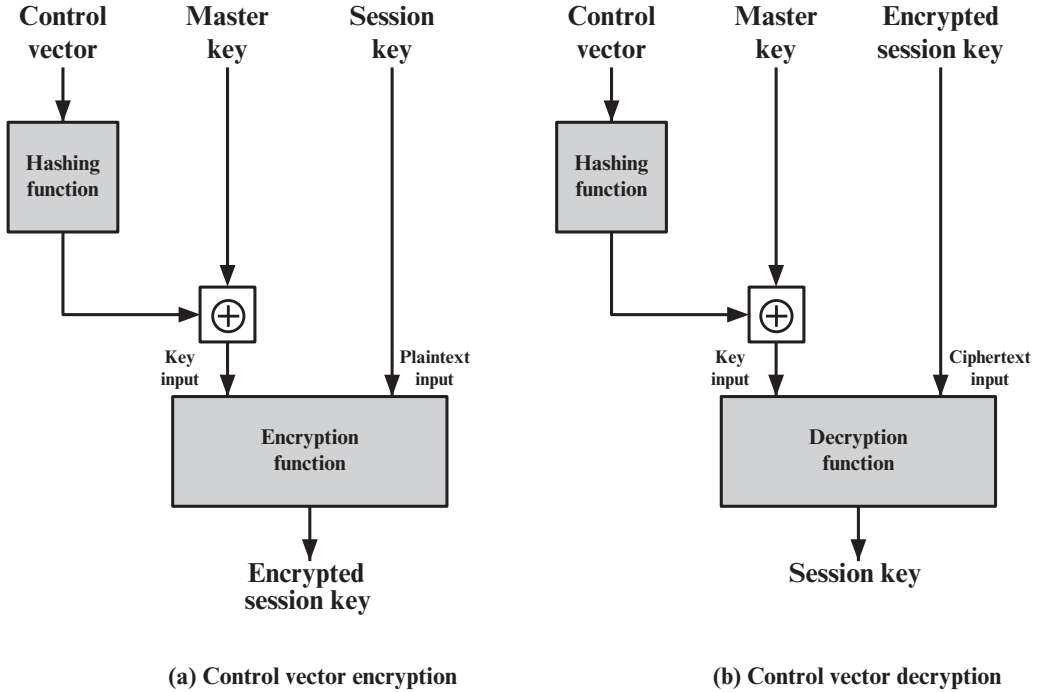 Control
vector
Master
key
Session
key
Hashing
function
Key
input
Plaintext
input
Encryption
function
Encrypted
session key
(a) Control vector encryption
Control
vector
Master
key
Encrypted
session key
Hashing
function
Key
input
Ciphertext
input
Decryption
function
Session key
(b) Control vector decryption